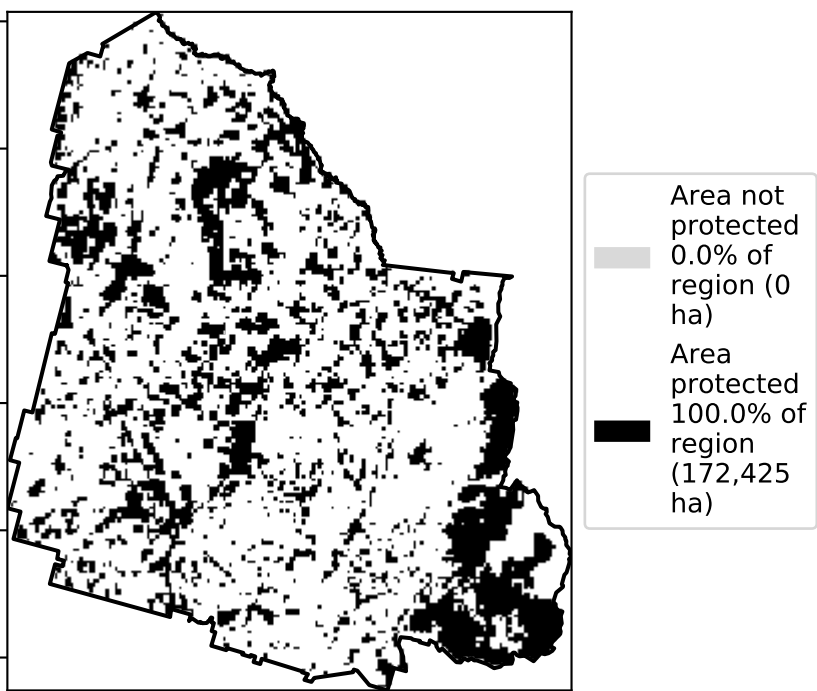 Area not
protected
0.0% of
region (0
ha)
Area
protected
100.0% of
region
(172,425
ha)